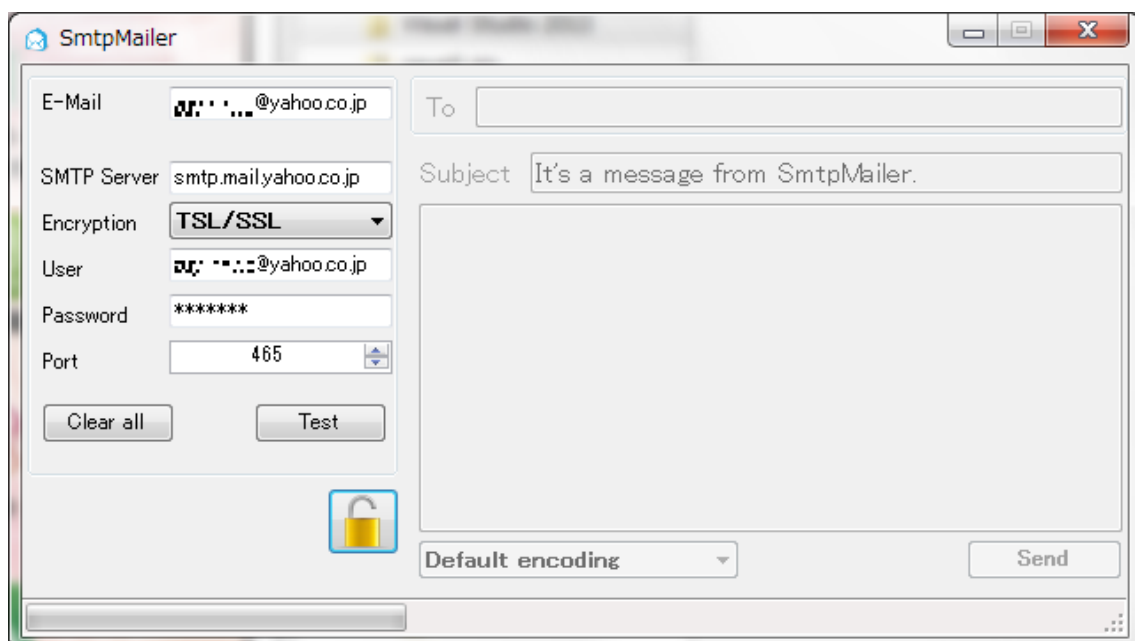 SmtpMailer
E-Mail
@yahoo.co.jp
To
SMTP Server
smtp.mail.yahoo.co.jp
Subject
It's a message from SmtpMailer.
Encryption
TSL/SSL
User
@yahoo.co.jp
Password
*******
Port
465
Clear all
Test
Default encoding
Send